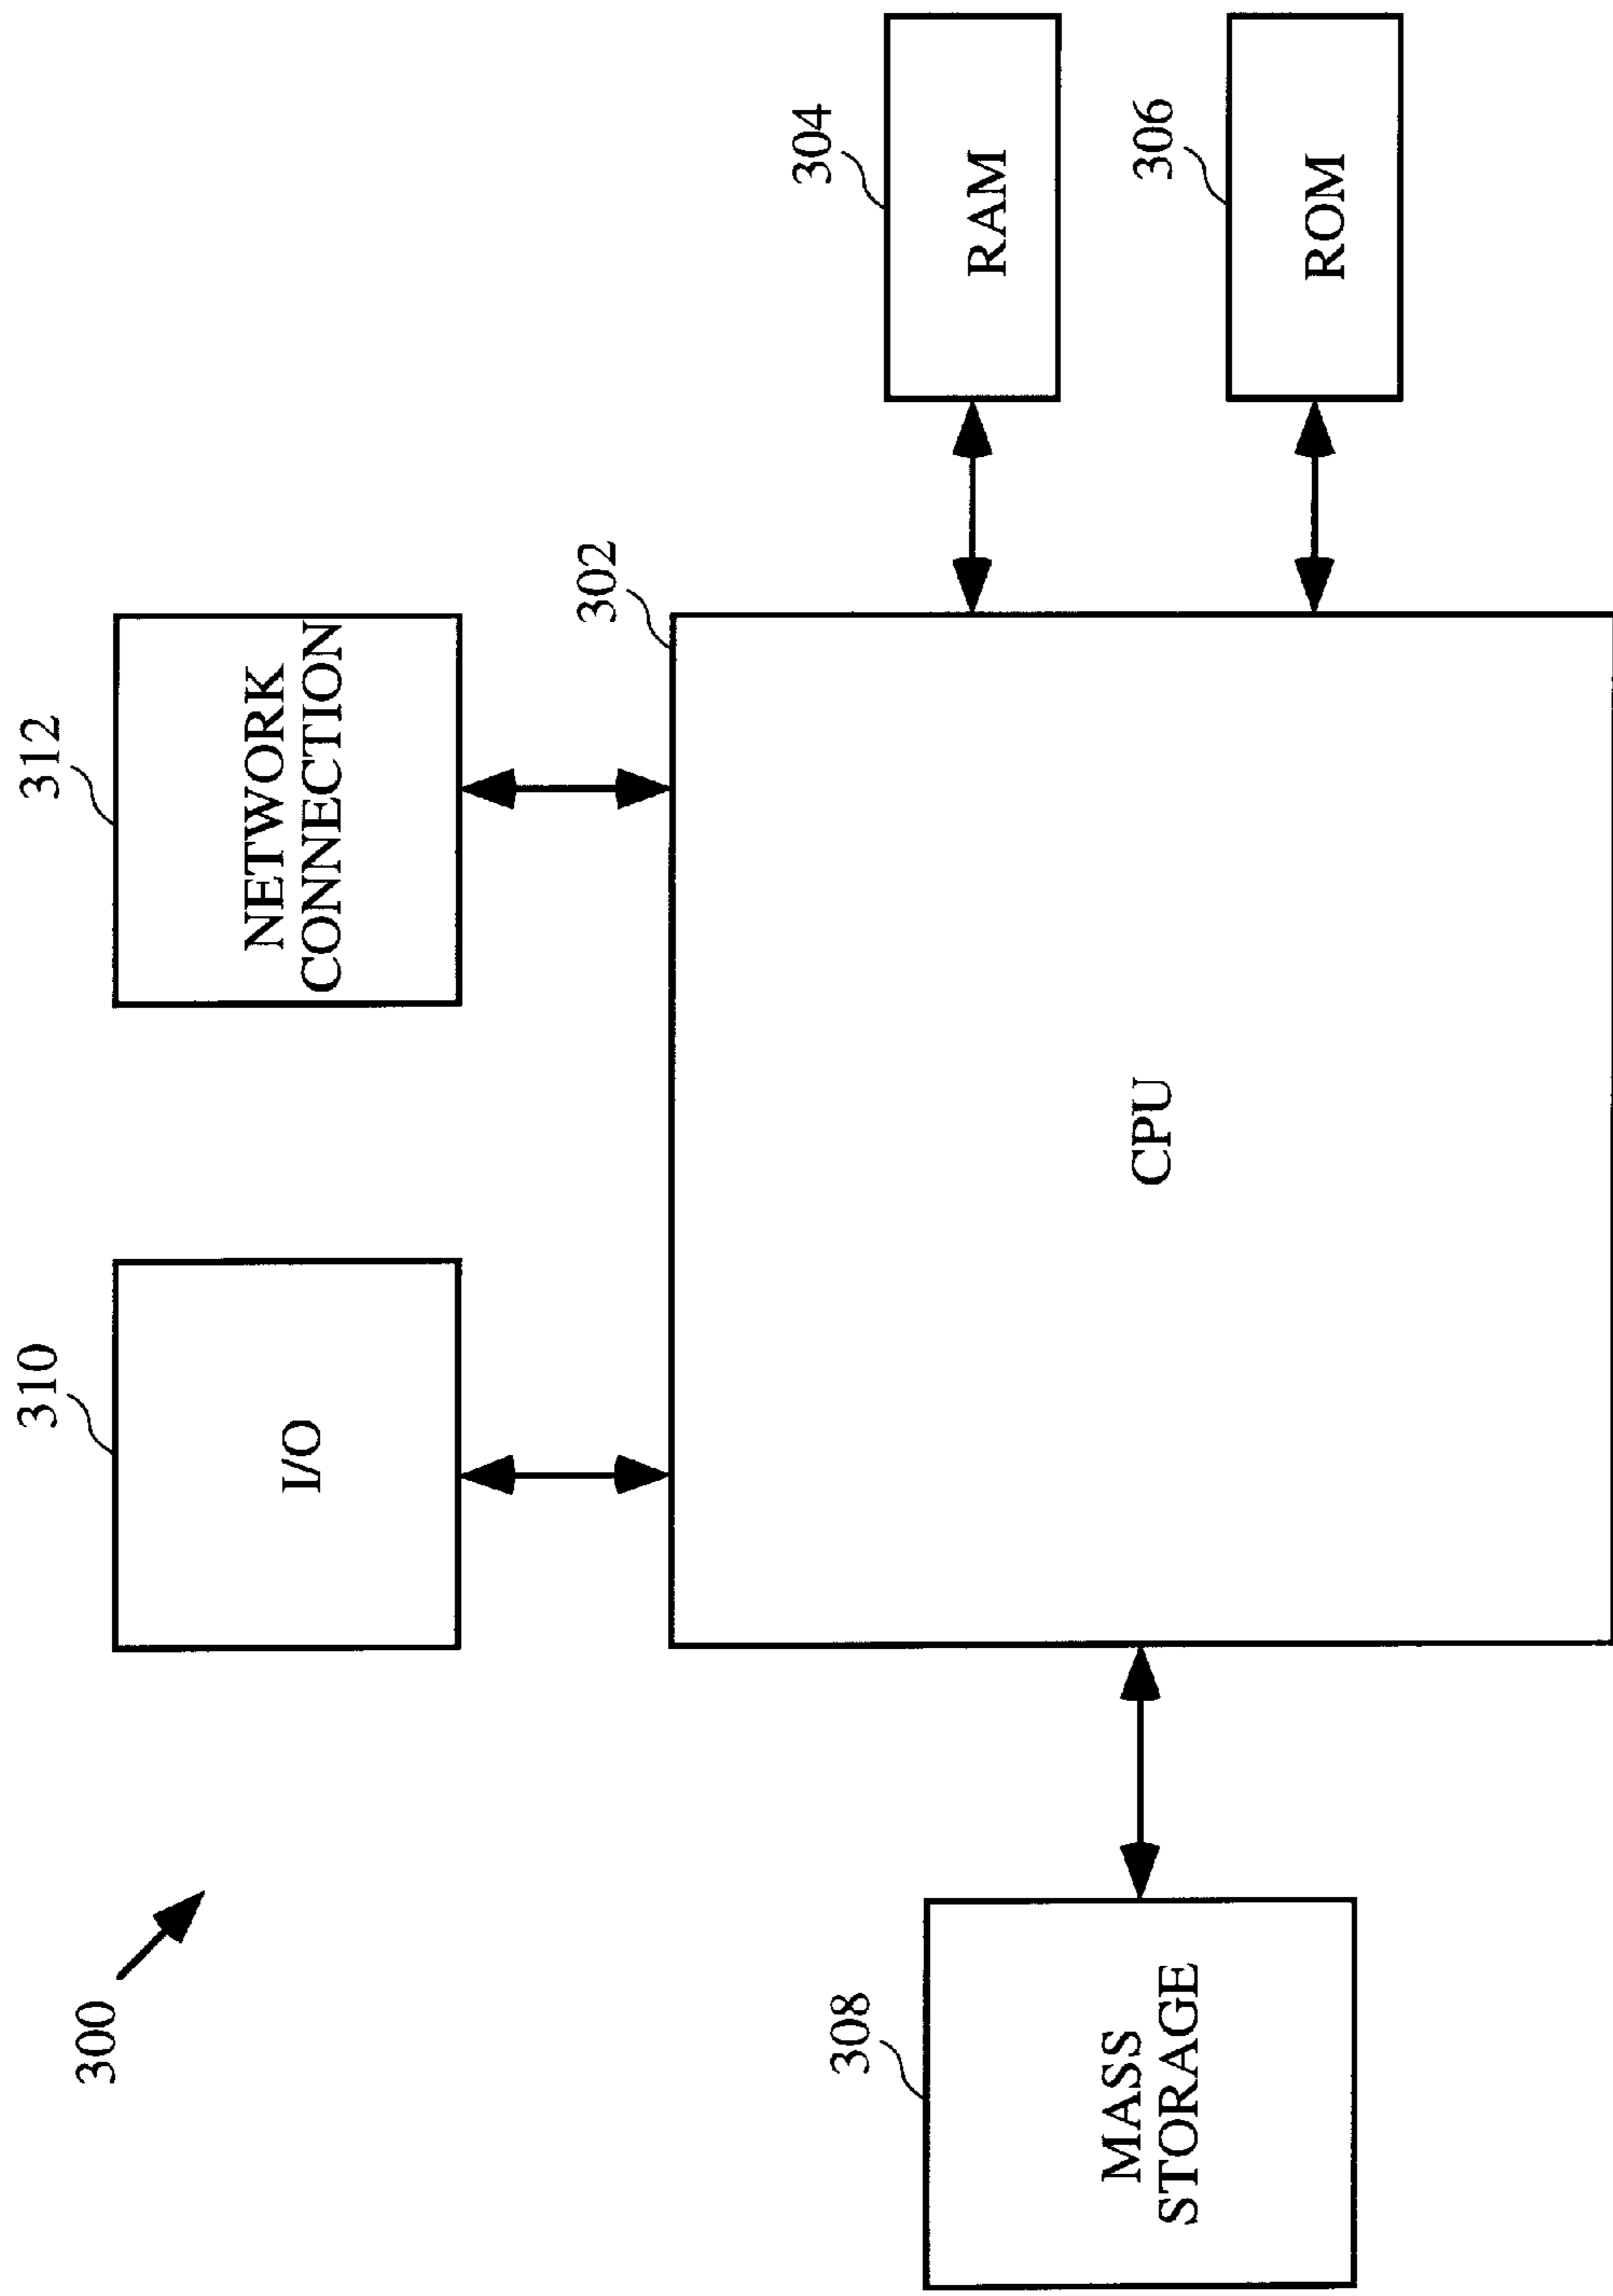 300
310
I/O
312
NETWORK
CONNECTION
302
CPU
308
MASS
STORAGE
304
RAM
306
ROM